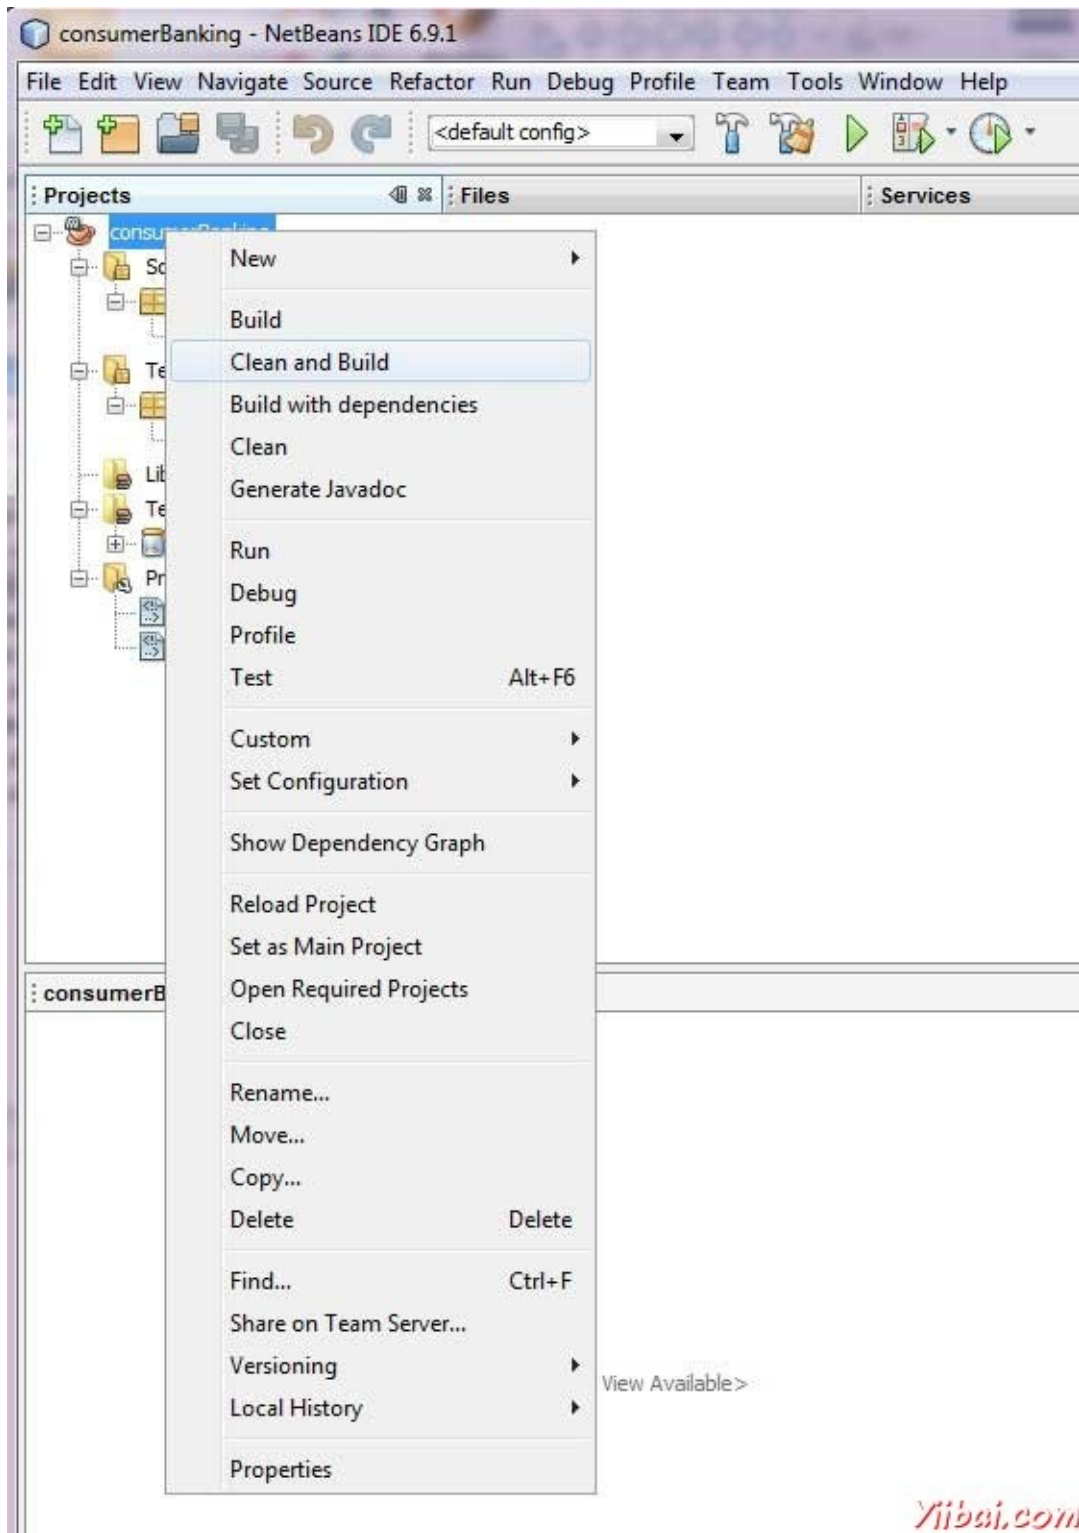 consumerBanking - NetBeans IDE 6.9.1
File Edit View Navigate Source Refactor Run Debug Profile Team Tools Window Help
<default config>
Projects
Files
Services
New
Build
Clean and Build
Build with dependencies
Clean
Generate Javadoc
Run
Debug
Profile
Test Alt+F6
Custom
Set Configuration
Show Dependency Graph
Reload Project
Set as Main Project
Open Required Projects
Close
consumerB
Rename...
Move...
Copy...
Delete Delete
Find... Ctrl+F
Share on Team Server...
Versioning
View Available>
Local History
Properties
Yiibai.com